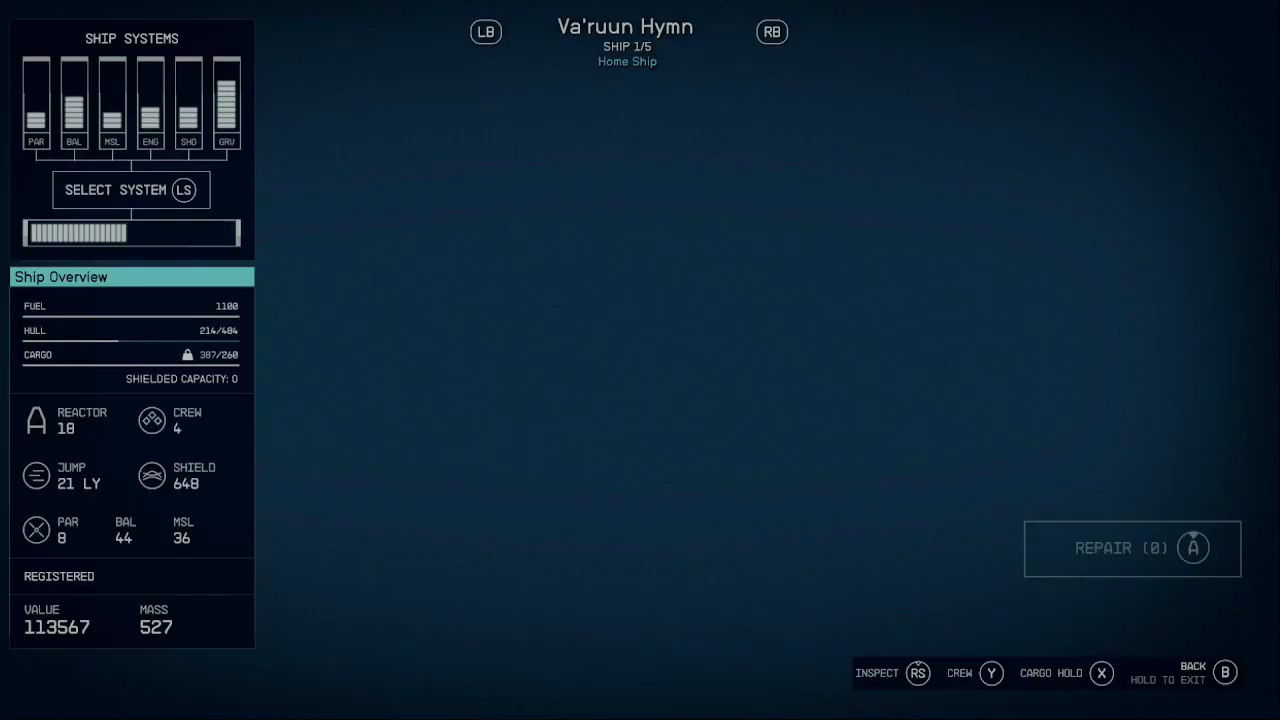 SHIP SYSTEMS
PAR BAL MSL ENG SHD GRV
SELECT SYSTEM LS
LB Va'ruun Hymn RB
SHIP 1/5
Home Ship
Ship Overview
FUEL 1100
HULL 214/484
CARGO 387/260
SHIELDED CAPACITY: 0
REACTOR CREW
18 4
JUMP SHIELD
21 LY 648
PAR BAL MSL
8 44 36
REGISTERED
VALUE MASS
113567 527
REPAIR (0) A
INSPECT RS CREW Y CARGO HOLD X BACK B
HOLD TO EXIT